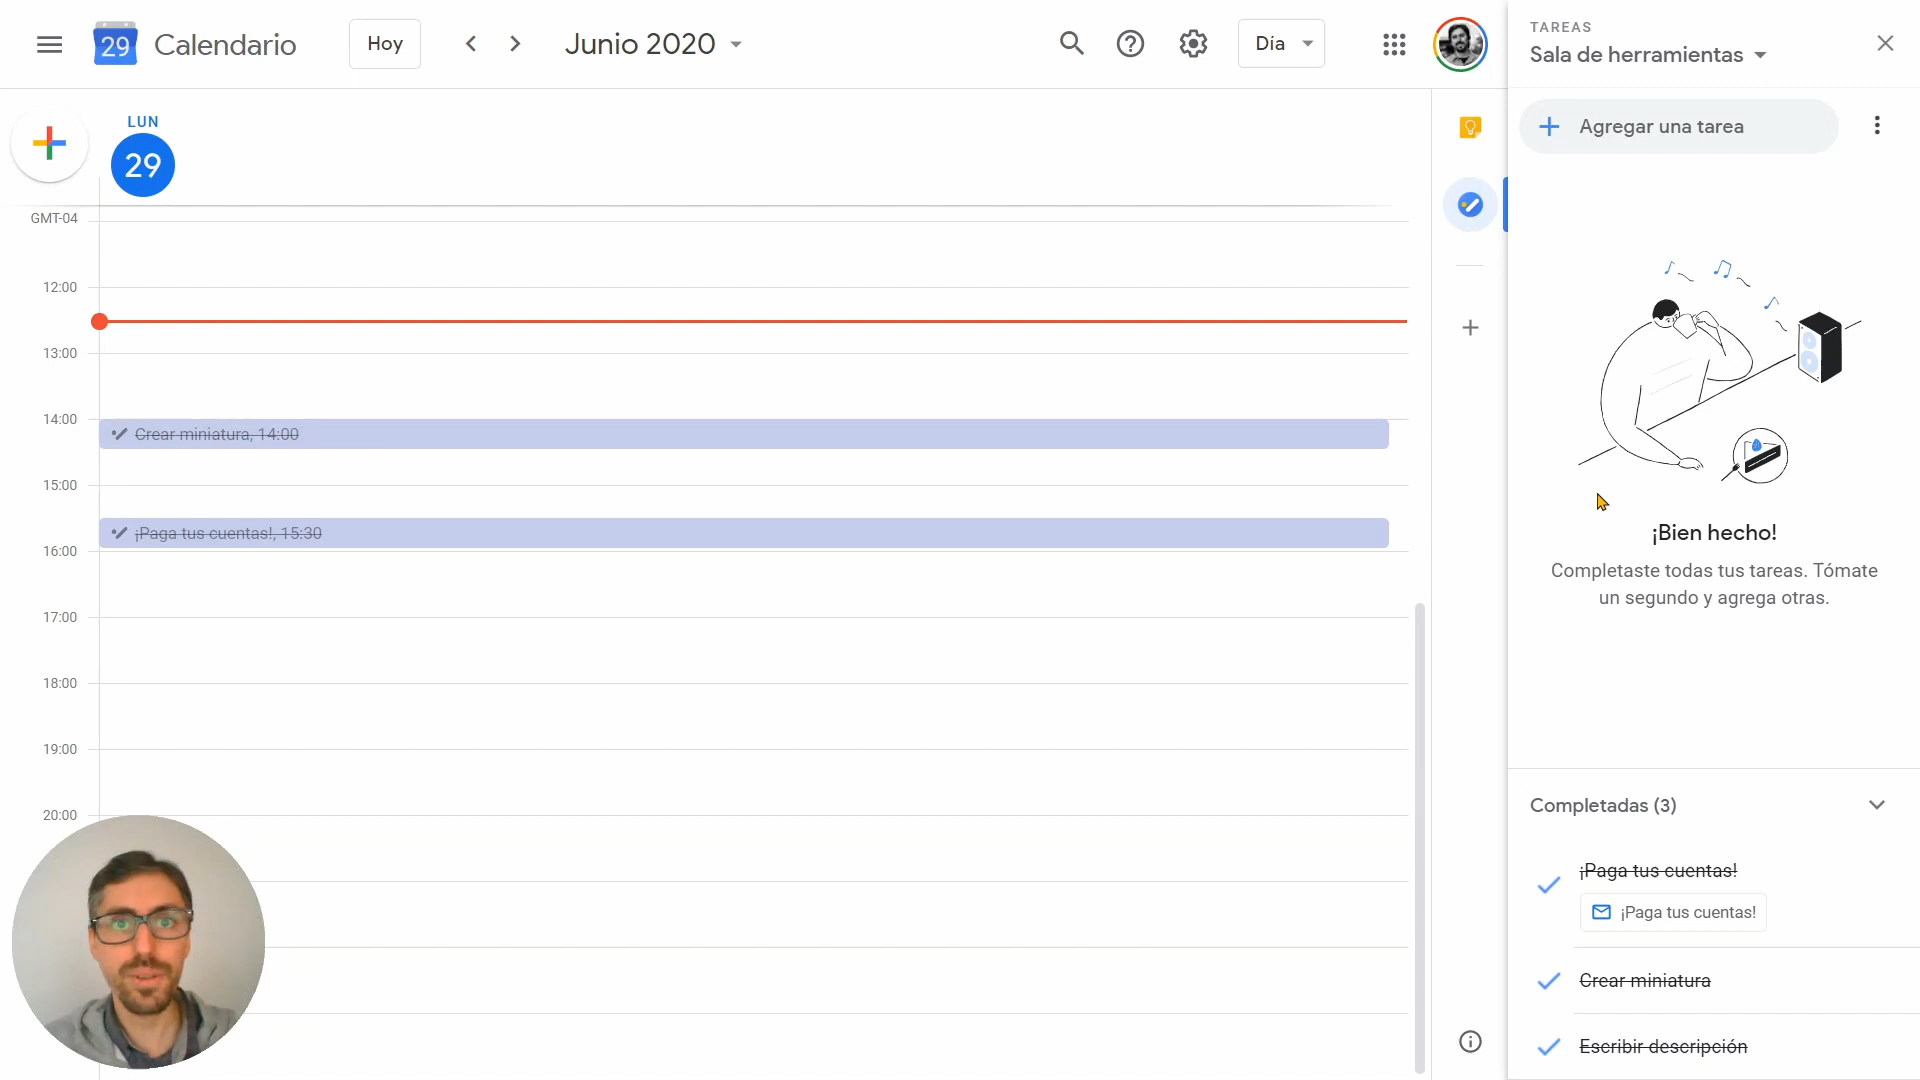 29
Calendario
Hoy
Junio 2020
Día
TAREAS
Sala de herramientas
Agregar una tarea
LUN
29
GMT-04
12:00
13:00
14:00
Crear miniatura, 14:00
15:00
¡Paga tus cuentas!, 15:30
16:00
17:00
18:00
19:00
20:00
¡Bien hecho!
Completaste todas tus tareas. Tómate
un segundo y agrega otras.
Completadas (3)
¡Paga tus cuentas!
¡Paga tus cuentas!
Crear miniatura
Escribir descripción